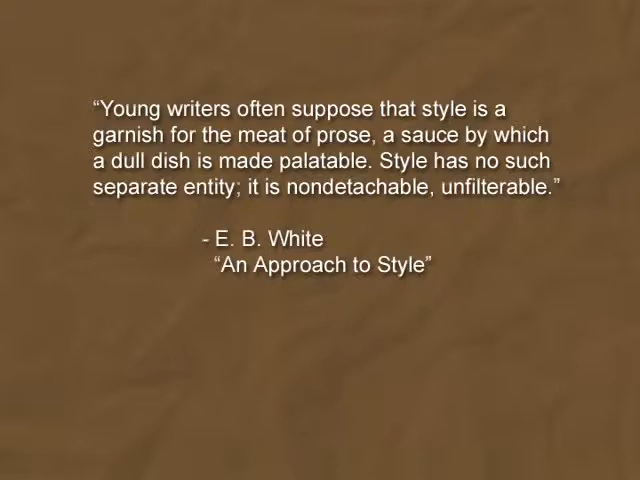 “Young writers often suppose that style is a
garnish for the meat of prose, a sauce by which
a dull dish is made palatable. Style has no such
separate entity; it is nondetachable, unfilterable.”
- E. B. White
“An Approach to Style”